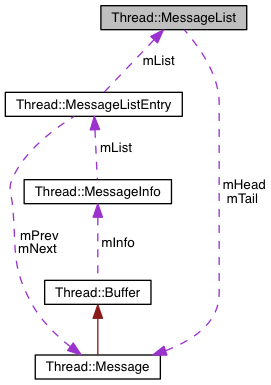 Thread::MessageList
mList
Thread::MessageListEntry
mList
Thread::MessageInfo
mHead
mTail
mPrev
mNext
mInfo
Thread::Buffer
Thread::Message